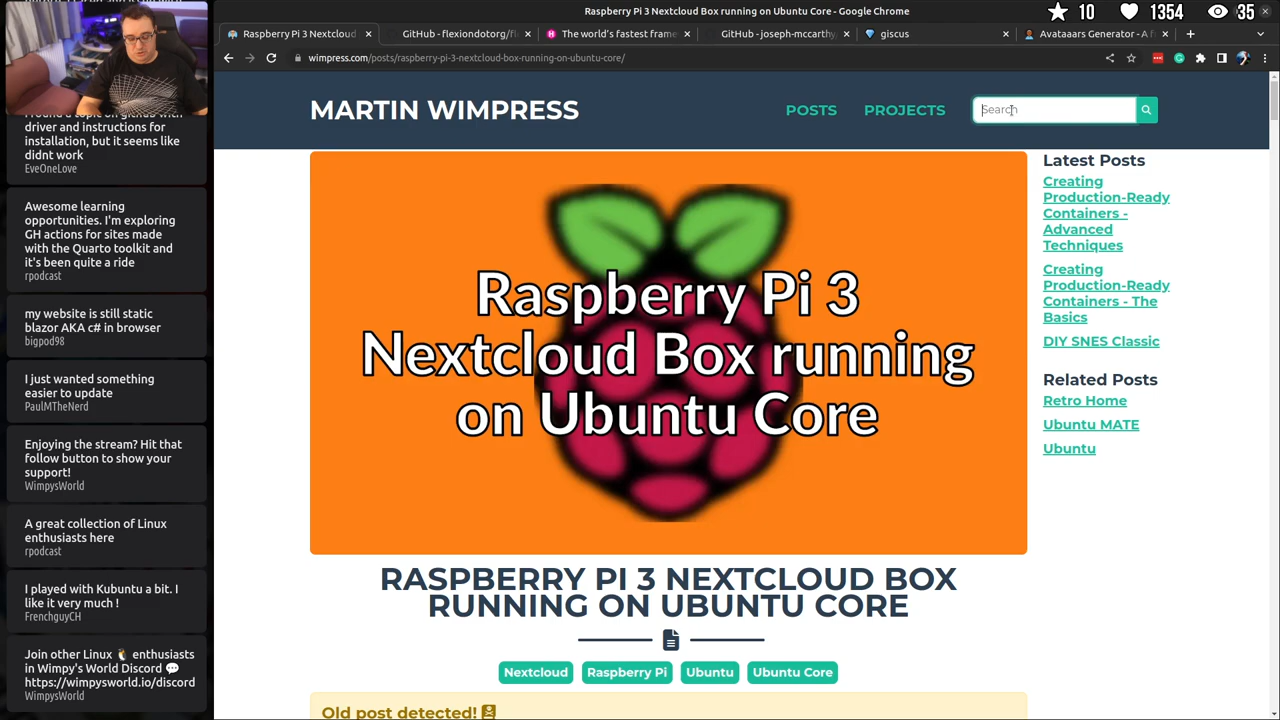 Raspberry Pi 3 Nextcloud Box running on Ubuntu Core - Google Chrome
10
1354
35
Raspberry Pi 3 Nextcloud
GitHub - flexiondotorg/fi
The world's fastest frame
GitHub - joseph-mccarthy
giscus
Avataaars Generator - A f
wimpress.com/posts/raspberry-pi-3-nextcloud-box-running-on-ubuntu-core/
driver and instructions for
installation, but it seems like
didnt work
EveOneLove
Awesome learning
opportunities. I'm exploring
GH actions for sites made
with the Quarto toolkit and
it's been quite a ride
rpodcast
my website is still static
blazor AKA c# in browser
bigpod98
I just wanted something
easier to update
PaulMTheNerd
Enjoying the stream? Hit that
follow button to show your
support!
WimpysWorld
A great collection of Linux
enthusiasts here
rpodcast
I played with Kubuntu a bit. I
like it very much !
FrenchguyCH
Join other Linux 🐧 enthusiasts
in Wimpy's World Discord 💬
https://wimpysworld.io/discord
WimpysWorld
MARTIN WIMPRESS
POSTS
PROJECTS
Search
Raspberry Pi 3
Nextcloud Box running
on Ubuntu Core
RASPBERRY PI 3 NEXTCLOUD BOX
RUNNING ON UBUNTU CORE
Nextcloud
Raspberry Pi
Ubuntu
Ubuntu Core
Old post detected!
Latest Posts
Creating
Production-Ready
Containers -
Advanced
Techniques
Creating
Production-Ready
Containers - The
Basics
DIY SNES Classic
Related Posts
Retro Home
Ubuntu MATE
Ubuntu